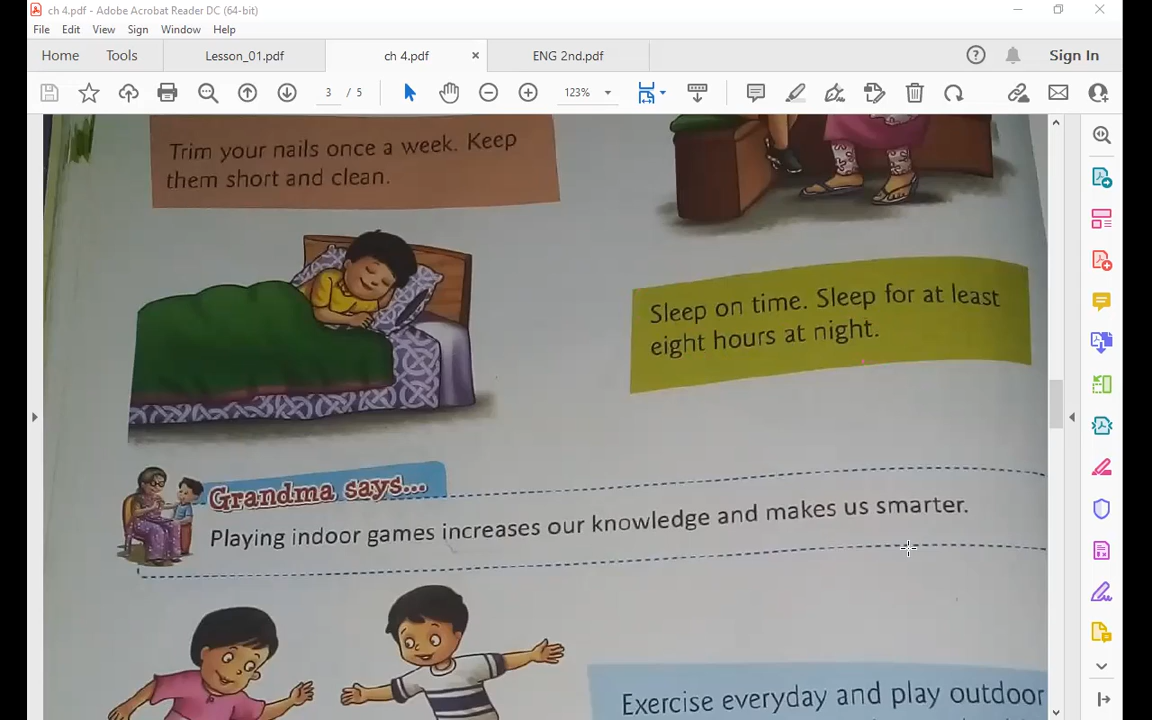 ch 4.pdf - Adobe Acrobat Reader DC (64-bit)
File Edit View Sign Window Help
Home Tools Lesson_01.pdf ch 4.pdf × ENG 2nd.pdf Sign In
3 / 5 123%
Trim your nails once a week. Keep
them short and clean.
Sleep on time. Sleep for at least
eight hours at night.
Grandma says...
Playing indoor games increases our knowledge and makes us smarter.
Exercise everyday and play outdoor